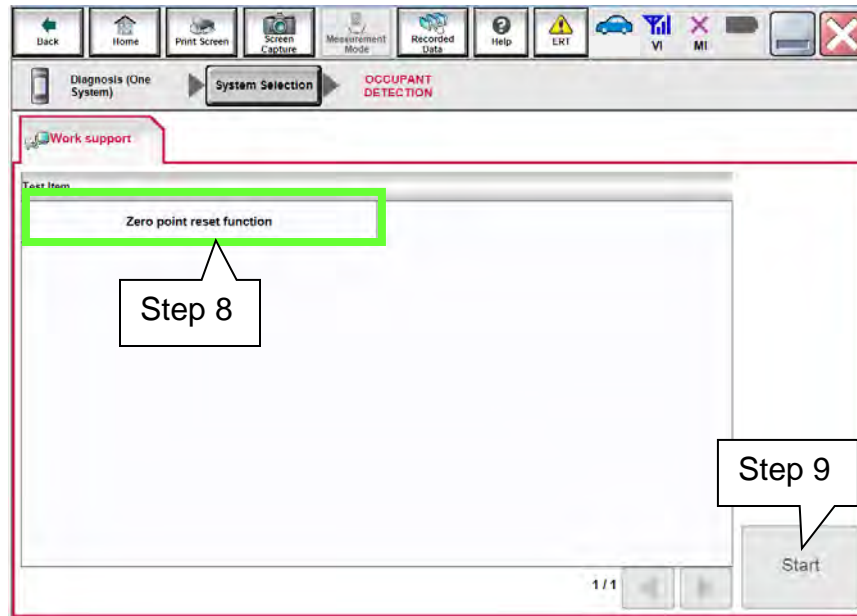 Back
Home
Print Screen
Screen
Capture
Measurement
Mode
Recorded
Data
Help
ERT
VI
MI
Diagnosis (One
System)
System Selection
OCCUPANT
DETECTION
Work support
Test Item
Zero point reset function
Step 8
Step 9
Start
1/1